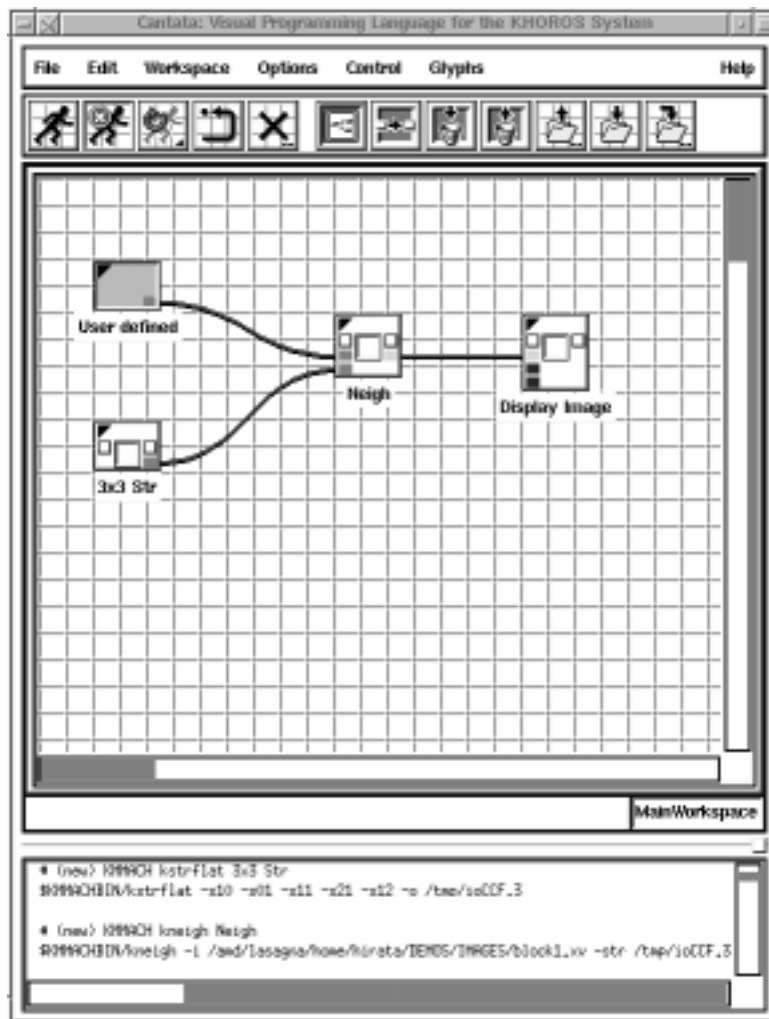 Cantata: Visual Programming Language for the KHOROS System
File Edit Workspace Options Control Glyphs Help
User defined
Neigh
Display Image
3x3 Str
MainWorkspace
# (new) KMMACH kstrflat 3x3 Str
$KMMACHBIN/kstrflat -s10 -s01 -s11 -s21 -s12 -o /tmp/ioCCF.3
# (new) KMMACH kneigh Neigh
$KMMACHBIN/kneigh -i /amd/lasagna/home/hirata/DEMOS/IMAGES/block1.xv -str /tmp/ioCCF.3